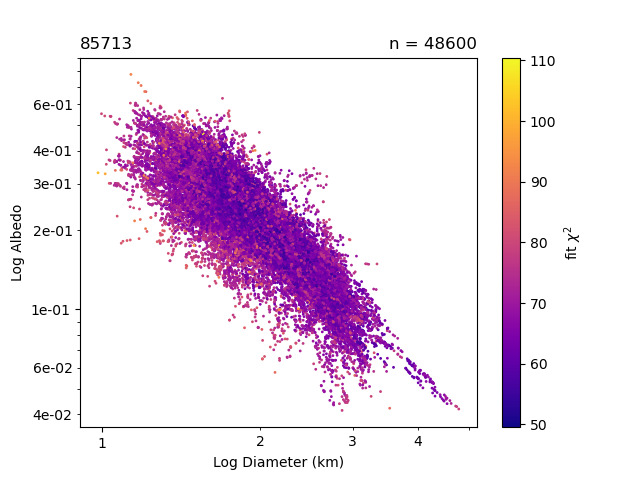 85713
n = 48600
110
100
90
80
70
60
50
fit χ²
6e-01
4e-01
3e-01
2e-01
1e-01
6e-02
4e-02
Log Albedo
1
2
3
4
Log Diameter (km)